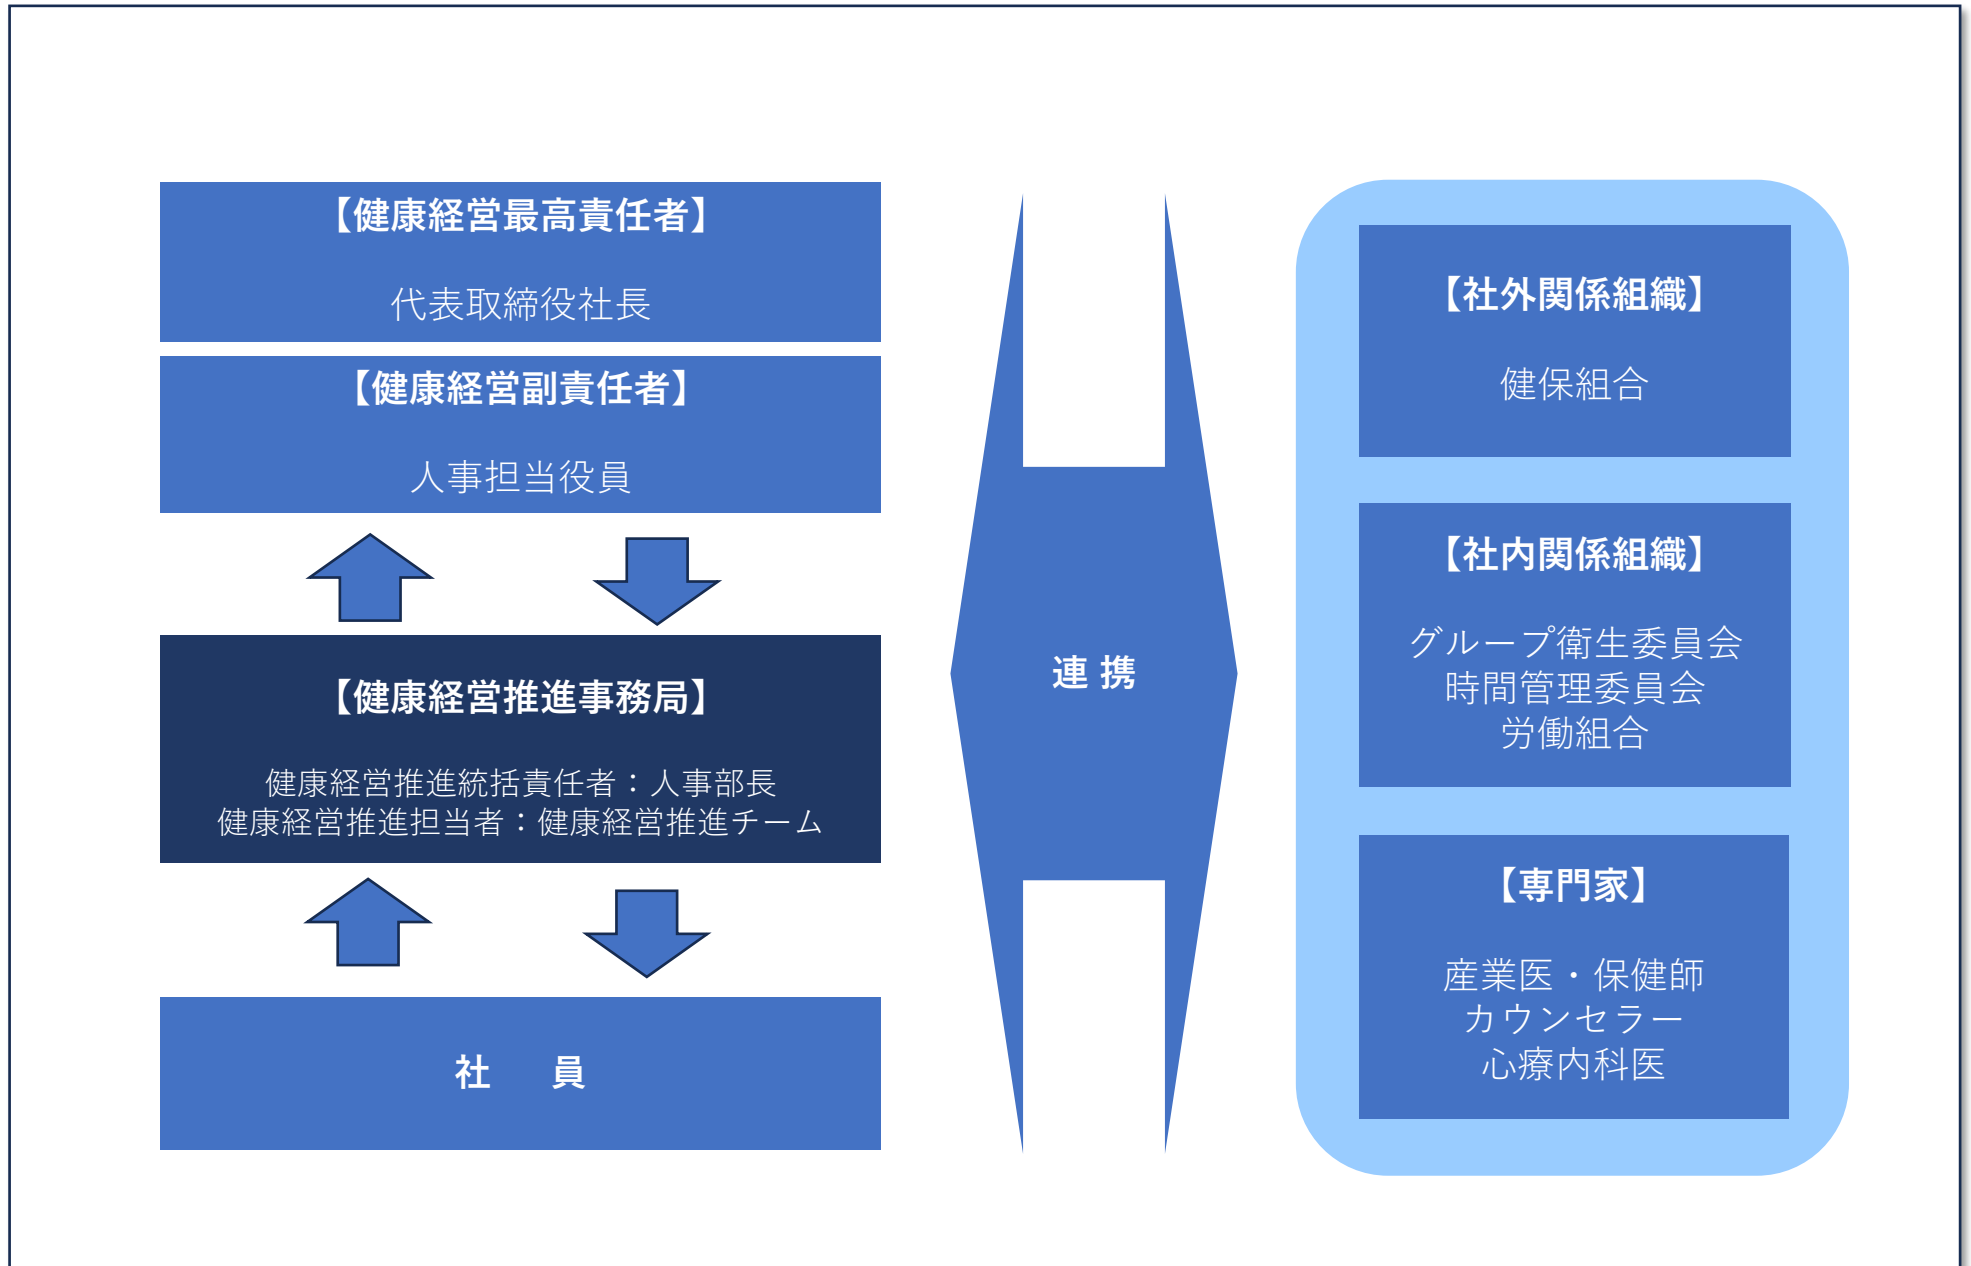 【健康経営最高責任者】
代表取締役社長
【健康経営副責任者】
人事担当役員
【健康経営推進事務局】
健康経営推進統括責任者：人事部長
健康経営推進担当者：健康経営推進チーム
社　員
連 携
【社外関係組織】
健保組合
【社内関係組織】
グループ衛生委員会
時間管理委員会
労働組合
【専門家】
産業医・保健師
カウンセラー
心療内科医